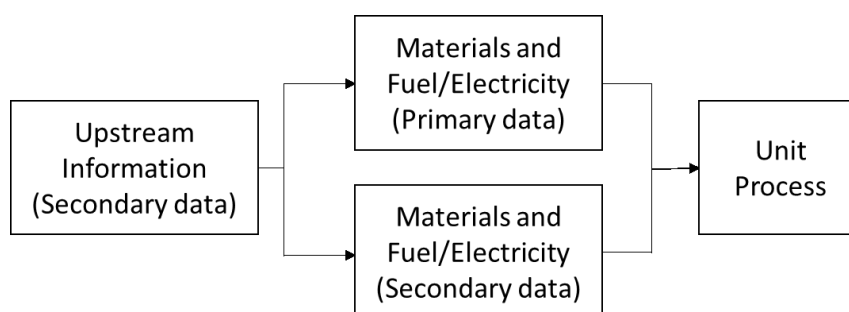 Upstream
Information
(Secondary data)
Materials and
Fuel/Electricity
(Primary data)
Materials and
Fuel/Electricity
(Secondary data)
Unit
Process